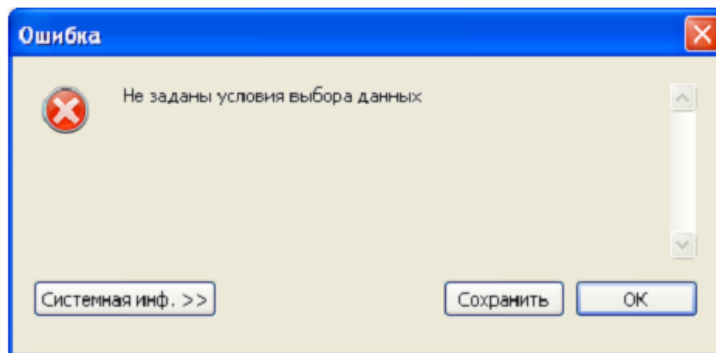 Ошибка
Не заданы условия выбора данных
Системная инф. >>
Сохранить
OK